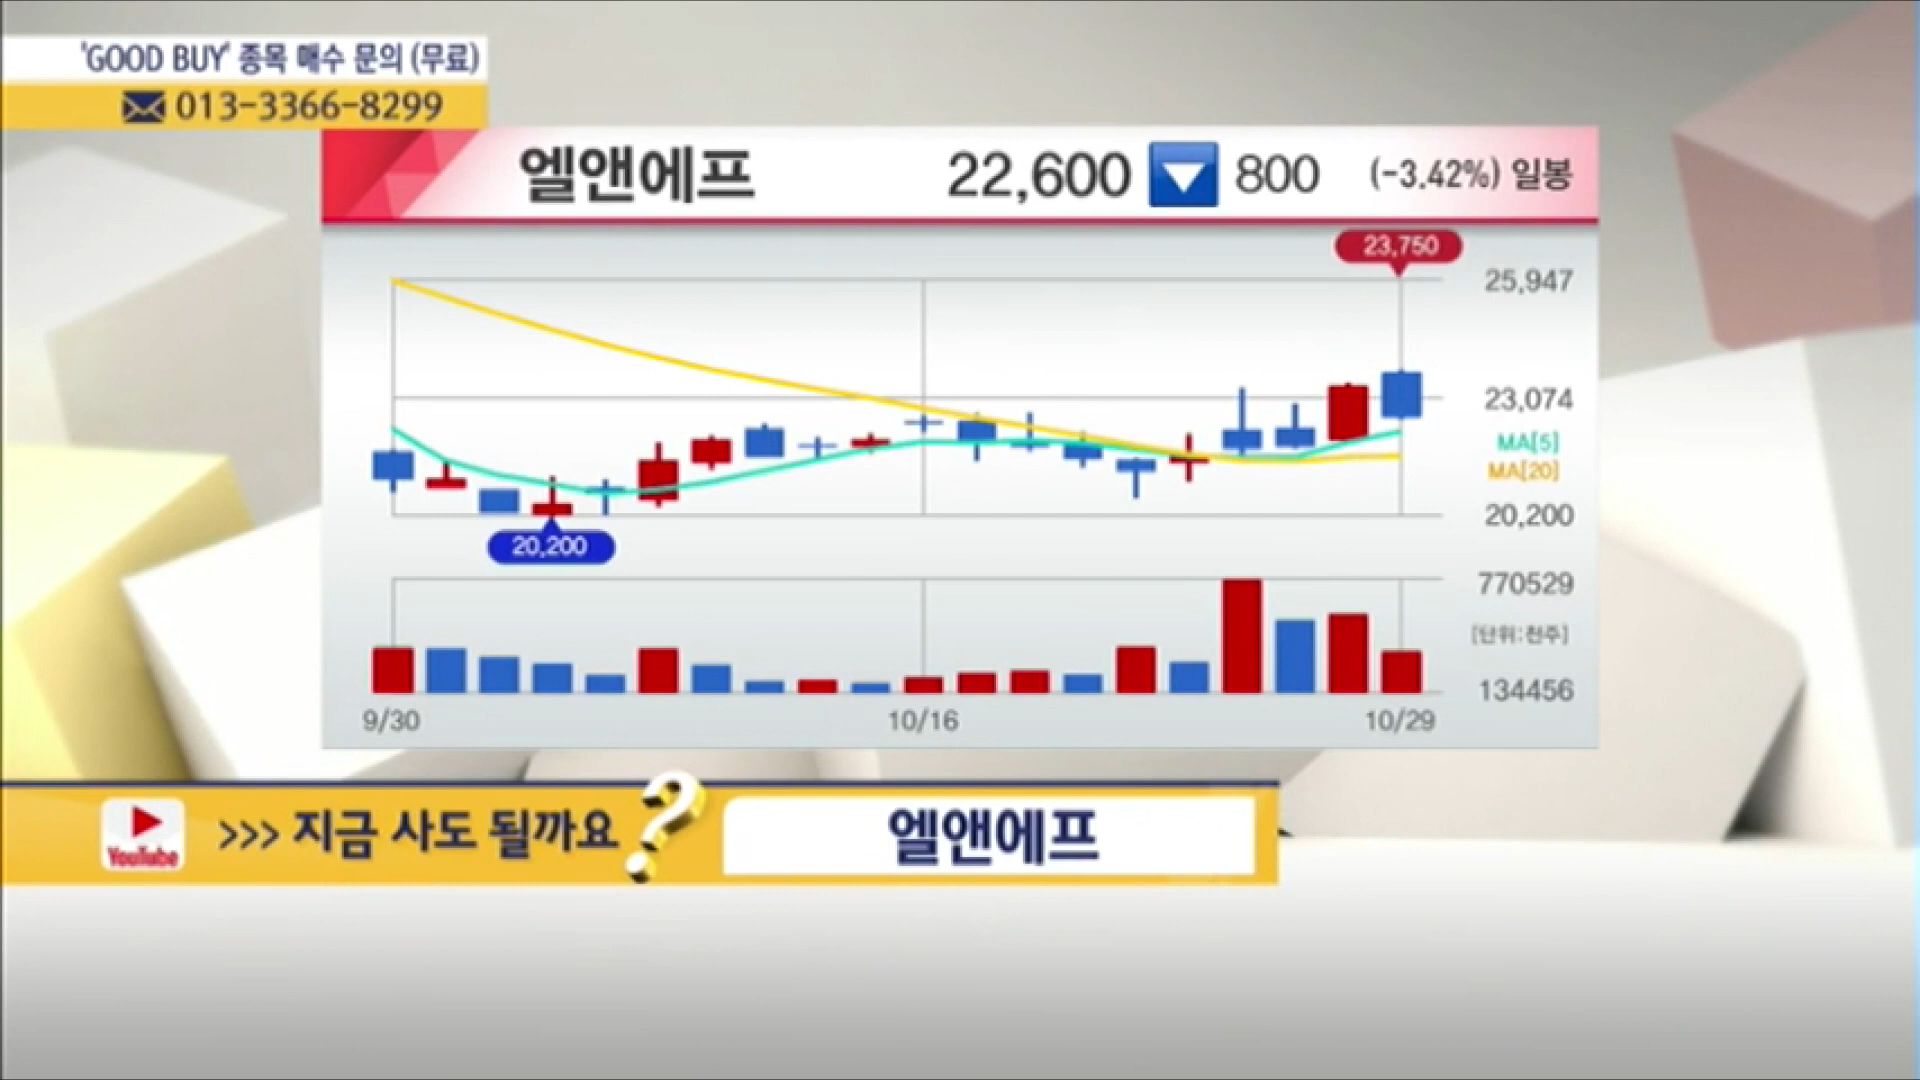 'GOOD BUY' 종목 매수 문의 (무료)
013-3366-8299
엘앤에프 22,600 800 (-3.42%) 일봉
23,750
25,947
23,074
MA[5]
MA[20]
20,200
20,200
770529
[단위:천주]
134456
9/30 10/16 10/29
YouTube >>> 지금 사도 될까요? 엘앤에프